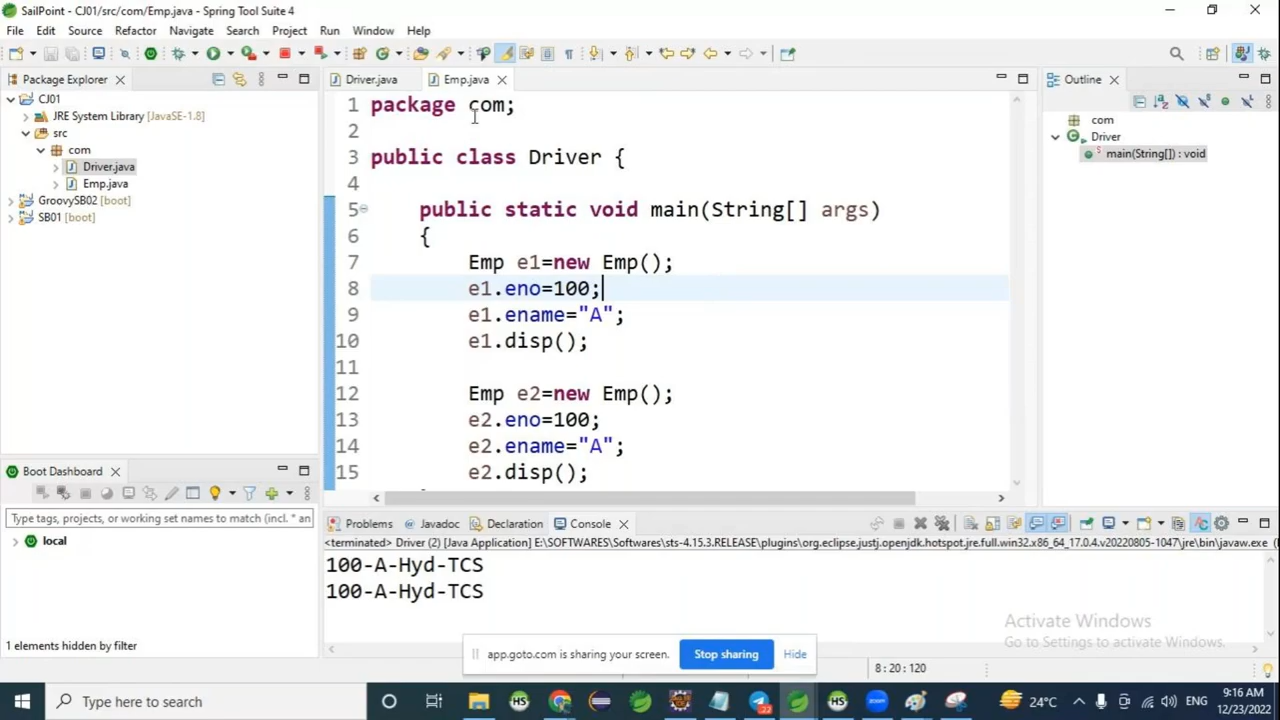 SailPoint - CJ01/src/com/Emp.java - Spring Tool Suite 4
File Edit Source Refactor Navigate Search Project Run Window Help
Package Explorer
CJ01
JRE System Library [JavaSE-1.8]
src
com
Driver.java
Emp.java
GroovySB02 [boot]
SB01 [boot]
Driver.java Emp.java
1 package com;
2
3 public class Driver {
4
5 public static void main(String[] args)
6 {
7 Emp e1=new Emp();
8 e1.eno=100;
9 e1.ename="A";
10 e1.disp();
11
12 Emp e2=new Emp();
13 e2.eno=100;
14 e2.ename="A";
15 e2.disp();
Outline
com
Driver
main(String[]) : void
Boot Dashboard
Type tags, projects, or working set names to match (incl. * an
local
1 elements hidden by filter
Problems Javadoc Declaration Console
<terminated> Driver (2) [Java Application] E:\SOFTWARES\Softwares\sts-4.15.3.RELEASE\plugins\org.eclipse.justj.openjdk.hotspot.jre.full.win32.x86_64_17.0.4.v20220805-1047\jre\bin\javaw.exe
100-A-Hyd-TCS
100-A-Hyd-TCS
Activate Windows
Go to Settings to activate Windows.
app.goto.com is sharing your screen. Stop sharing Hide
8 : 20 : 120
Type here to search
24°C ENG 9:16 AM
12/23/2022